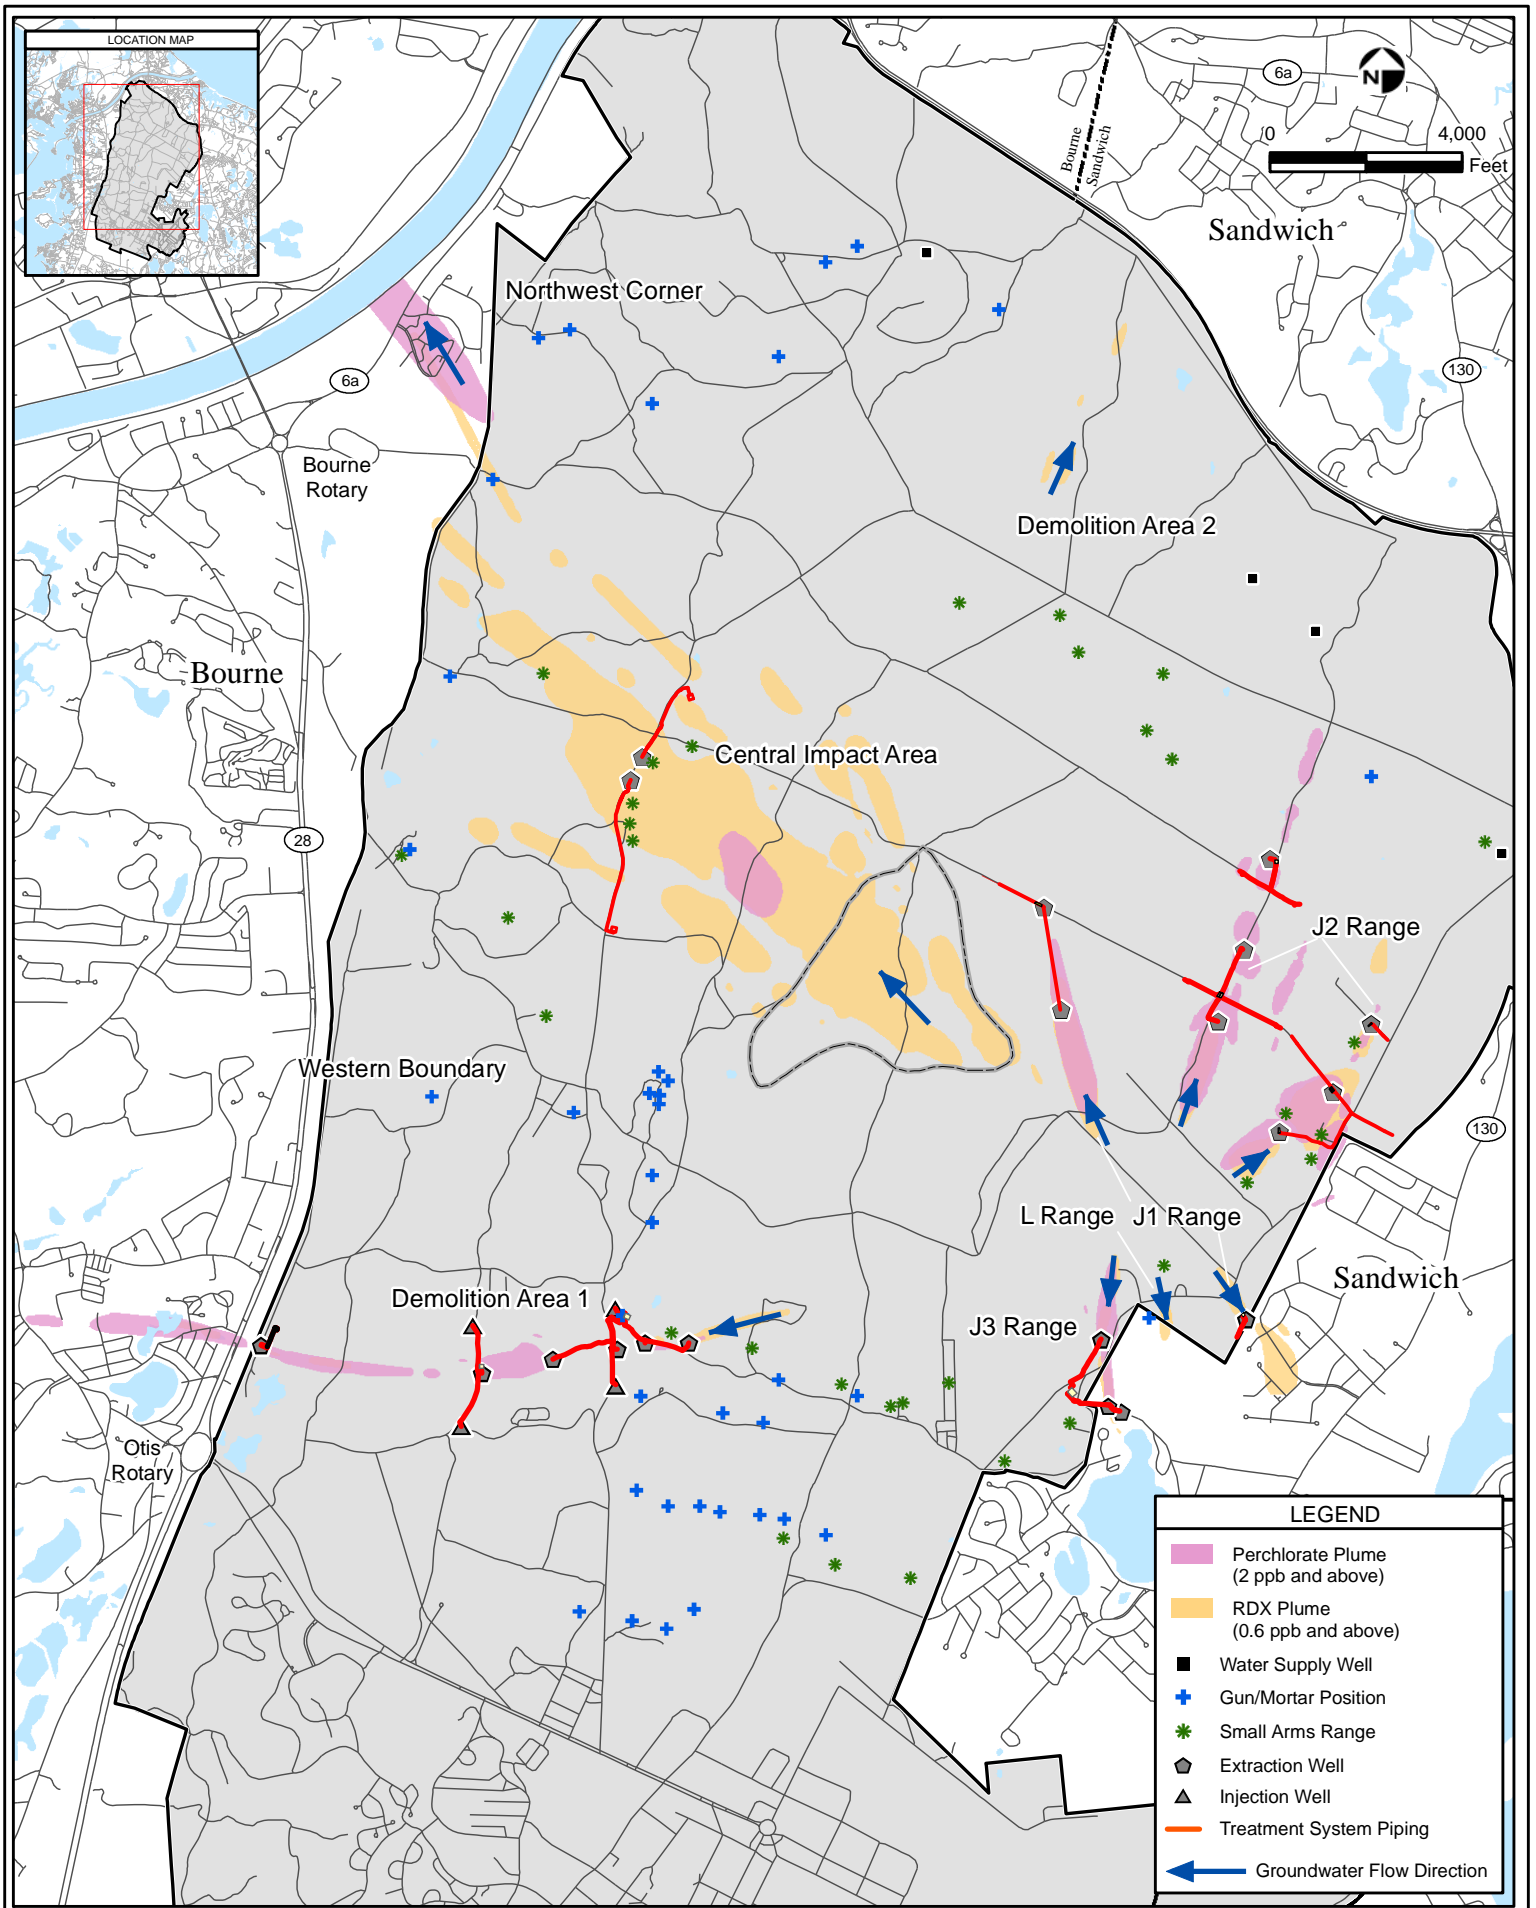 LOCATION MAP
N
6a
0 4,000
Feet
Bourne
Sandwich
Sandwich
Northwest Corner
130
6a
Bourne
Rotary
Demolition Area 2
Bourne
Central Impact Area
28
J2 Range
Western Boundary
130
L Range
J1 Range
Sandwich
Demolition Area 1
J3 Range
Otis
Rotary
LEGEND
Perchlorate Plume
(2 ppb and above)
RDX Plume
(0.6 ppb and above)
Water Supply Well
Gun/Mortar Position
Small Arms Range
Extraction Well
Injection Well
Treatment System Piping
Groundwater Flow Direction